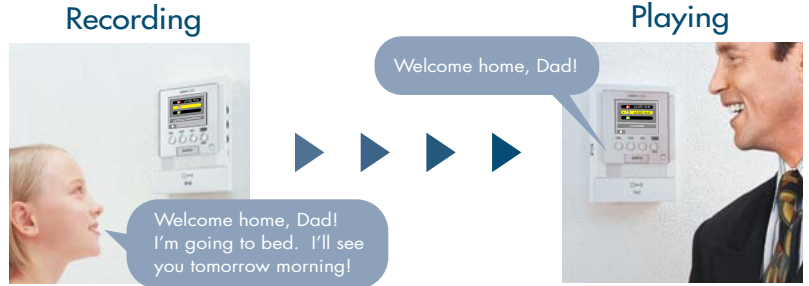 Recording
Playing
Welcome home, Dad!
Welcome home, Dad!
I'm going to bed.  I'll see
you tomorrow morning!